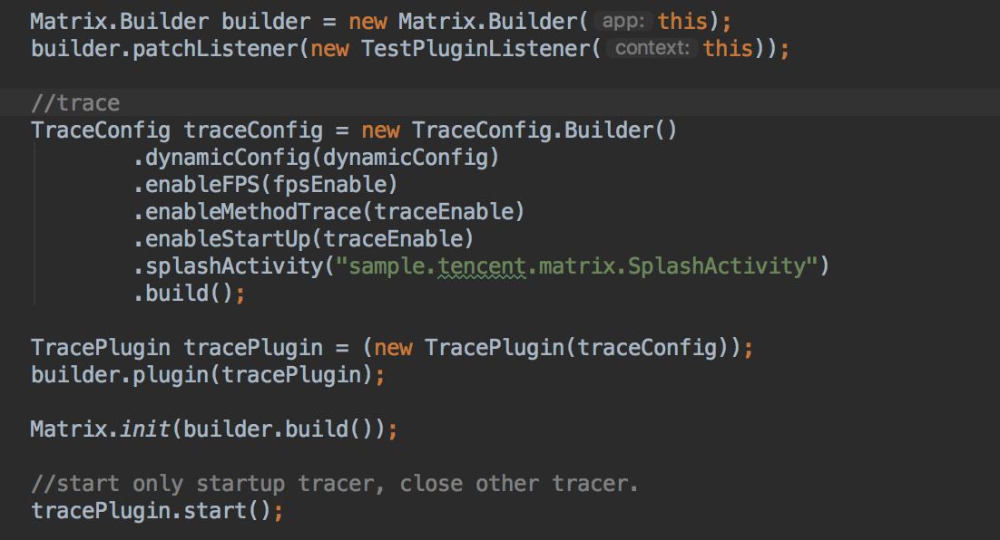 Matrix.Builder builder = new Matrix.Builder( app: this);
builder.patchListener(new TestPluginListener( context: this));
//trace
TraceConfig traceConfig = new TraceConfig.Builder()
.dynamicConfig(dynamicConfig)
.enableFPS(fpsEnable)
.enableMethodTrace(traceEnable)
.enableStartUp(traceEnable)
.splashActivity("sample.tencent.matrix.SplashActivity")
.build();
TracePlugin tracePlugin = (new TracePlugin(traceConfig));
builder.plugin(tracePlugin);
Matrix.init(builder.build());
//start only startup tracer, close other tracer.
tracePlugin.start();